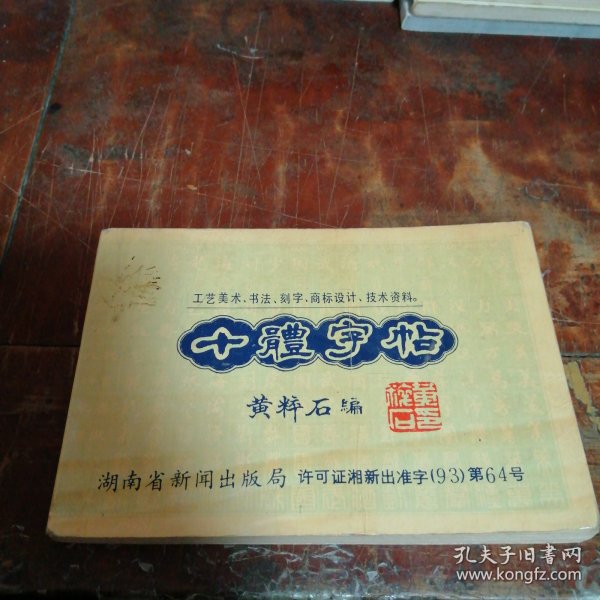 工艺美术、书法、刻字、商标设计、技术资料。
十體字帖
黄粹石 编
湖南省新闻出版局 许可证湘新出准字(93)第64号
孔夫子旧书网
www.kongfz.com